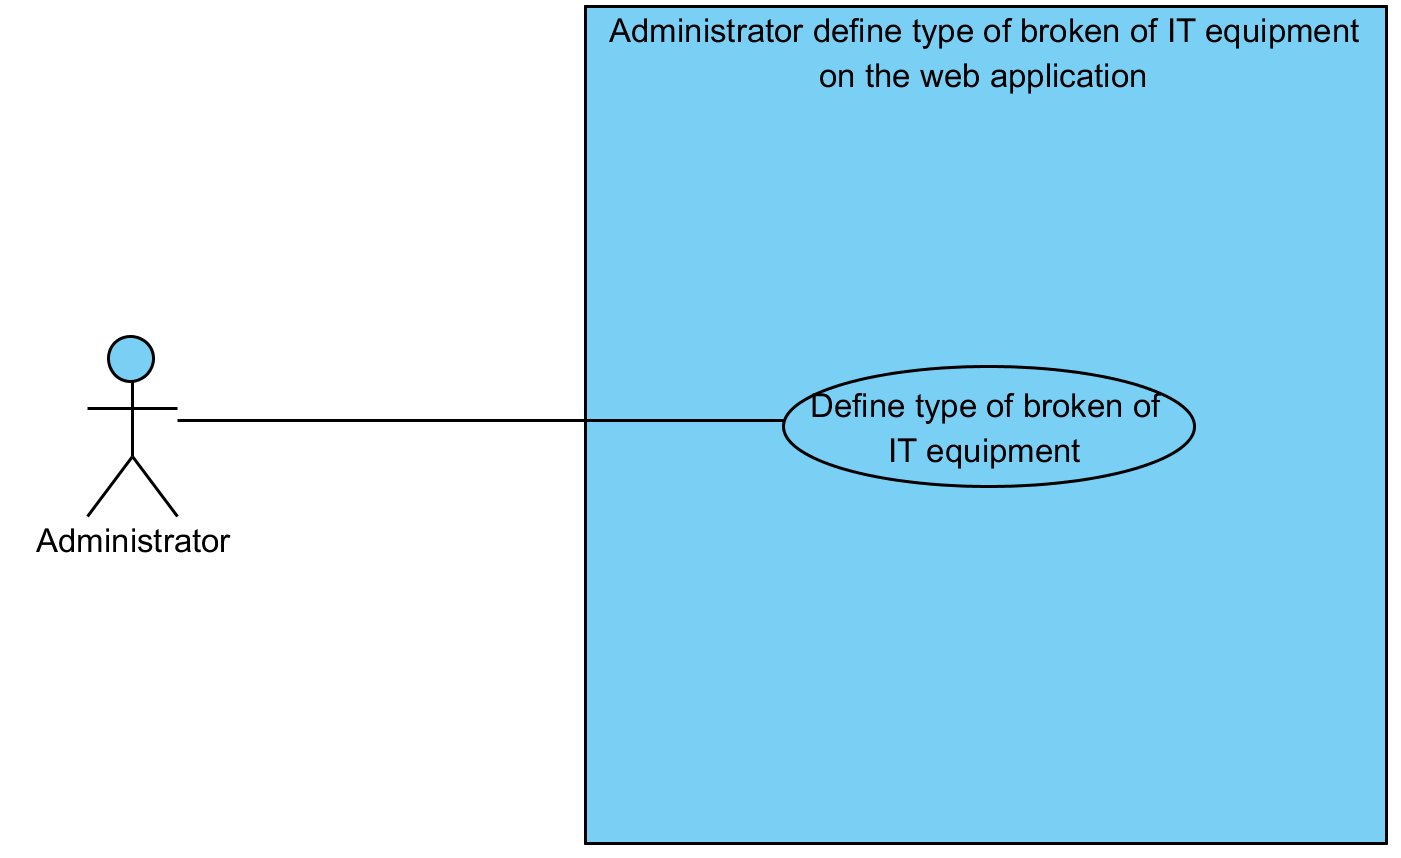 Administrator define type of broken of IT equipment
on the web application
Define type of broken of
IT equipment
Administrator